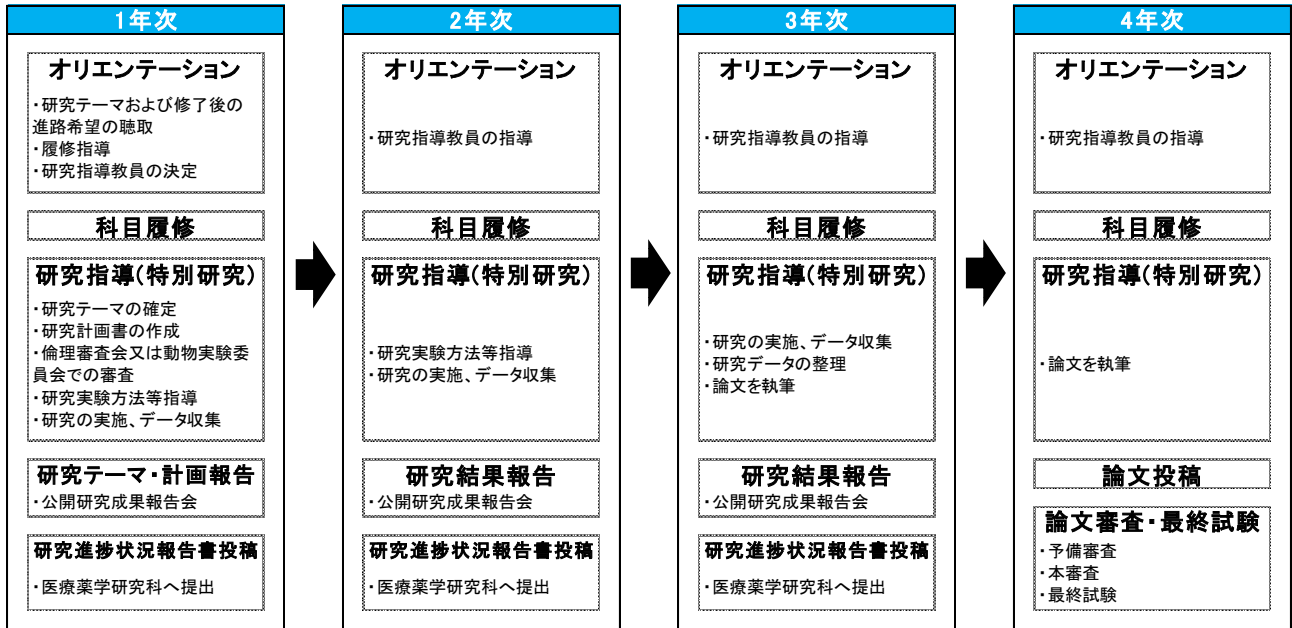 1年次
オリエンテーション
・研究テーマおよび修了後の
進路希望の聴取
・履修指導
・研究指導教員の決定
科目履修
研究指導(特別研究)
・研究テーマの確定
・研究計画書の作成
・倫理審査会又は動物実験委
員会での審査
・研究実験方法等指導
・研究の実施、データ収集
研究テーマ・計画報告
・公開研究成果報告会
研究進捗状況報告書投稿
・医療薬学研究科へ提出
2年次
オリエンテーション
・研究指導教員の指導
科目履修
研究指導(特別研究)
・研究実験方法等指導
・研究の実施、データ収集
研究結果報告
・公開研究成果報告会
研究進捗状況報告書投稿
・医療薬学研究科へ提出
3年次
オリエンテーション
・研究指導教員の指導
科目履修
研究指導(特別研究)
・研究の実施、データ収集
・研究データの整理
・論文を執筆
研究結果報告
・公開研究成果報告会
研究進捗状況報告書投稿
・医療薬学研究科へ提出
4年次
オリエンテーション
・研究指導教員の指導
科目履修
研究指導(特別研究)
・論文を執筆
論文投稿
論文審査・最終試験
・予備審査
・本審査
・最終試験